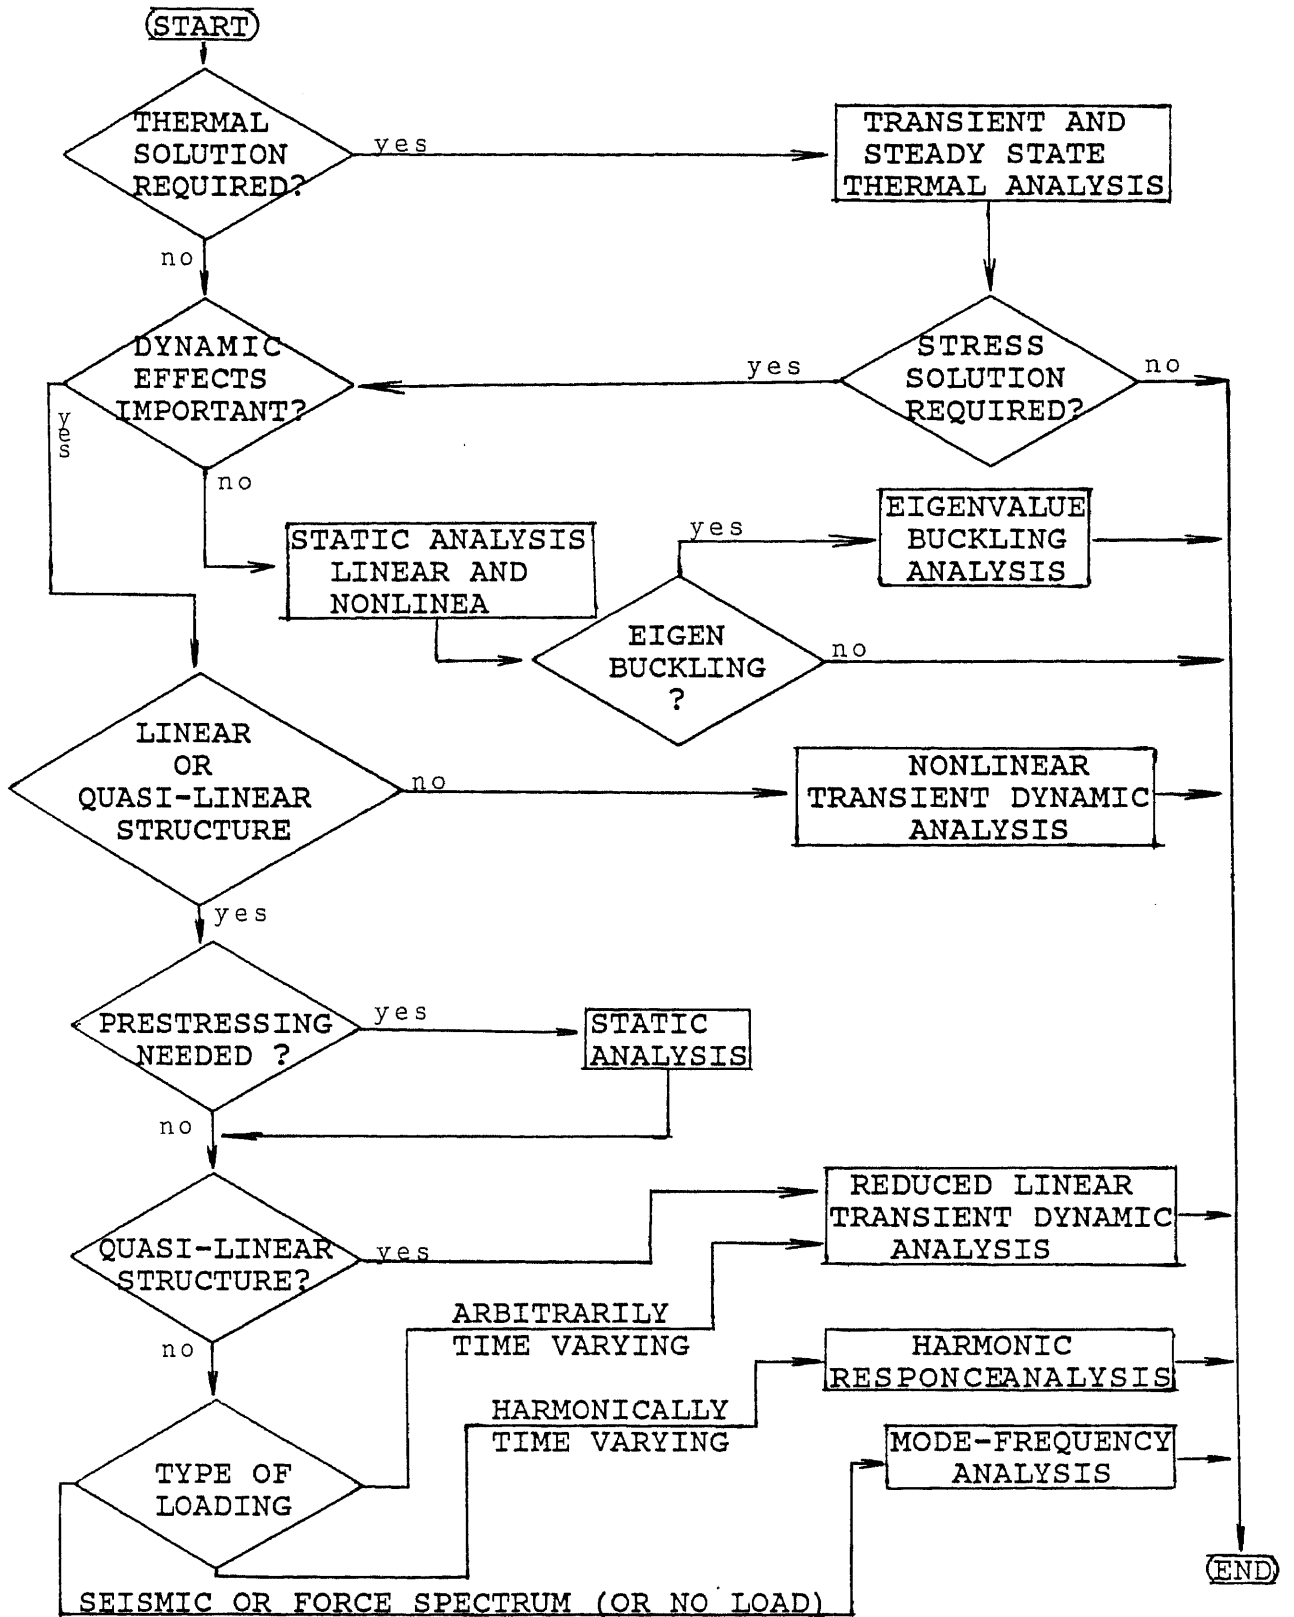 START
THERMAL
SOLUTION
REQUIRED?
yes
TRANSIENT AND
STEADY STATE
THERMAL ANALYSIS
no
DYNAMIC
EFFECTS
IMPORTANT?
yes
STRESS
SOLUTION
REQUIRED?
no
yes
no
STATIC ANALYSIS
LINEAR AND
NONLINEA
yes
EIGENVALUE
BUCKLING
ANALYSIS
EIGEN
BUCKLING
?
no
LINEAR
OR
QUASI-LINEAR
STRUCTURE
no
NONLINEAR
TRANSIENT DYNAMIC
ANALYSIS
yes
PRESTRESSING
NEEDED ?
yes
STATIC
ANALYSIS
no
QUASI-LINEAR
STRUCTURE?
yes
REDUCED LINEAR
TRANSIENT DYNAMIC
ANALYSIS
no
ARBITRARILY
TIME VARYING
HARMONIC
RESPONCEANALYSIS
HARMONICALLY
TIME VARYING
TYPE OF
LOADING
MODE-FREQUENCY
ANALYSIS
END
SEISMIC OR FORCE SPECTRUM (OR NO LOAD)